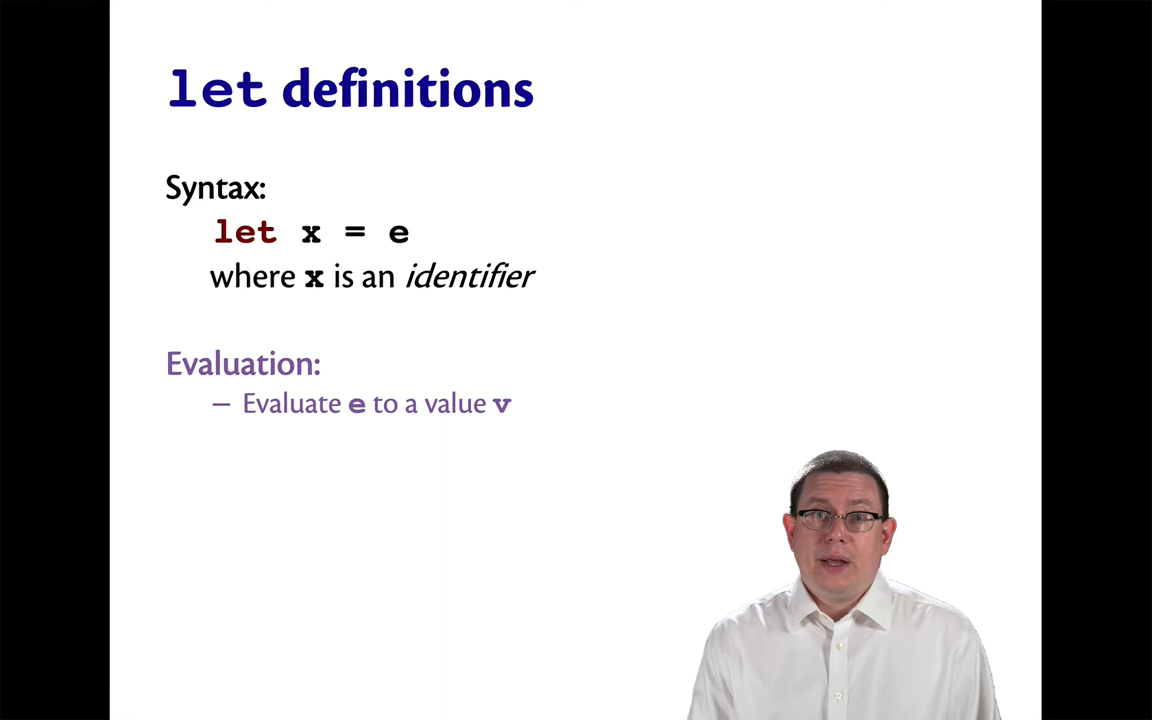 let definitions
Syntax:
let x = e
where x is an identifier
Evaluation:
– Evaluate e to a value v